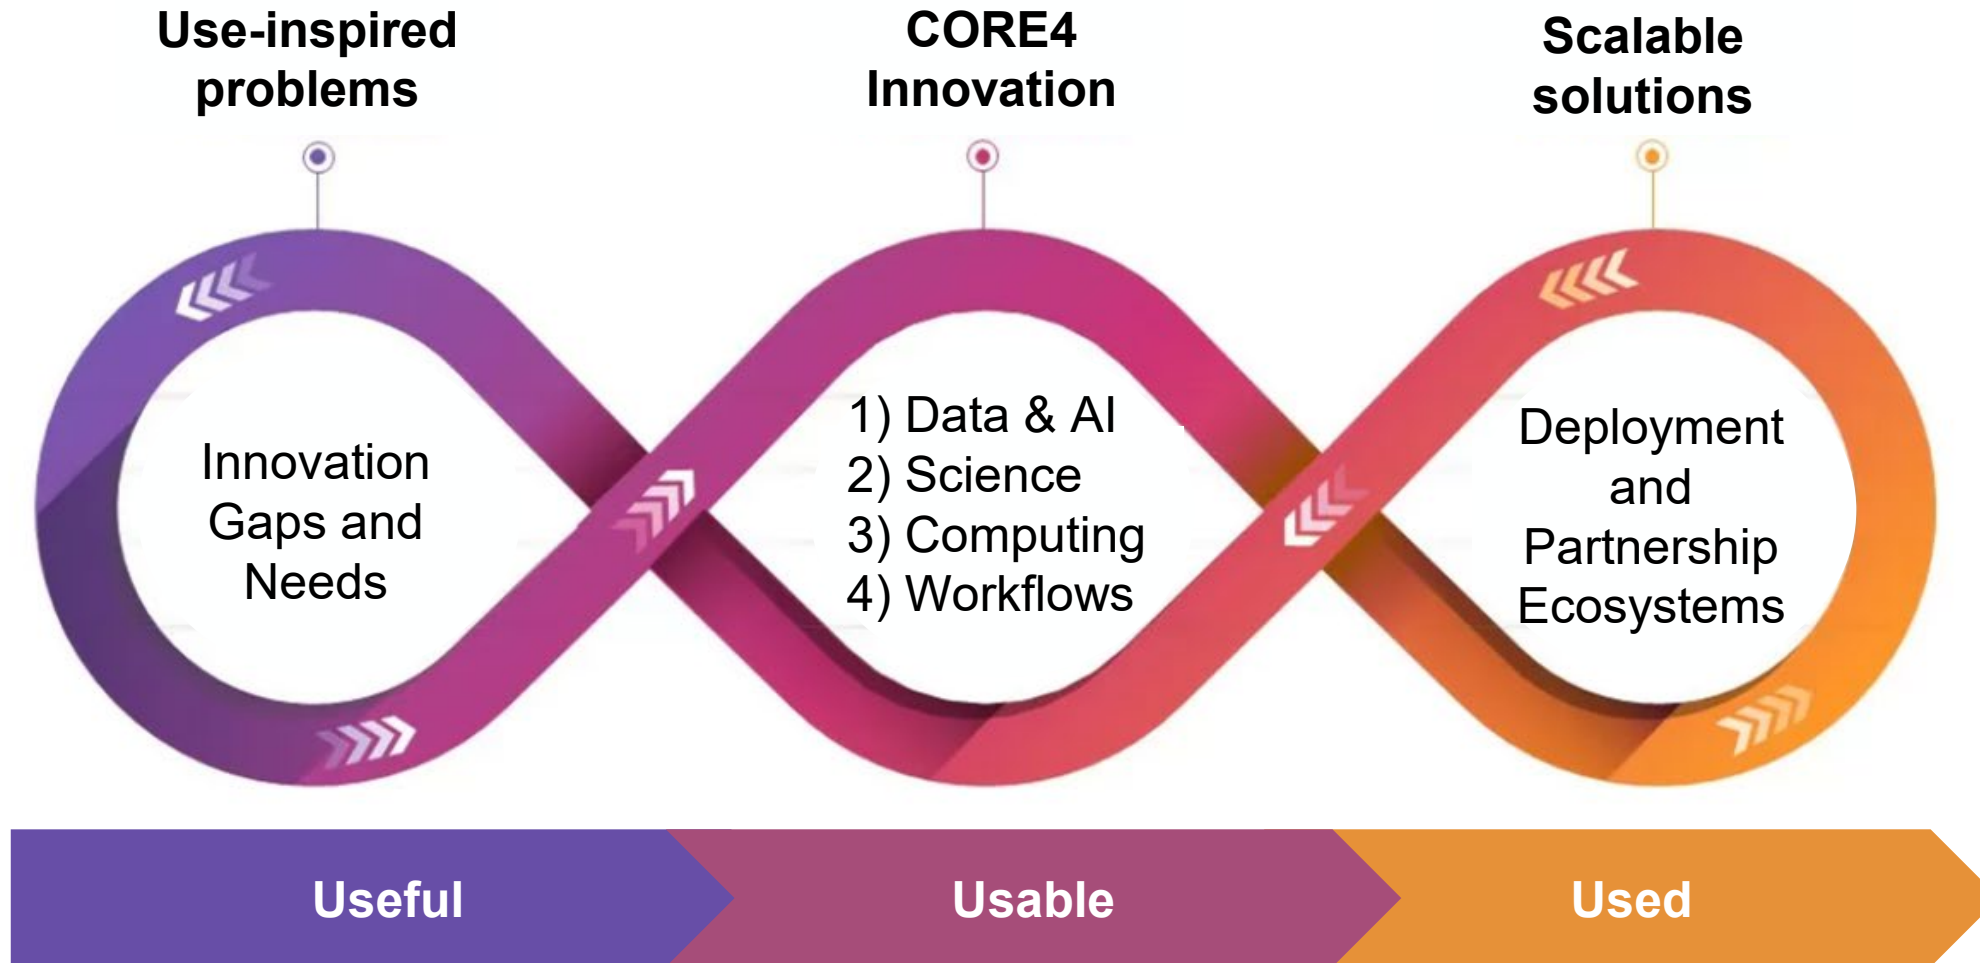 Use-inspired
problems
CORE4
Innovation
Scalable
solutions
Innovation
Gaps and
Needs
1) Data & AI
2) Science
3) Computing
4) Workflows
Deployment
and
Partnership
Ecosystems
Useful
Usable
Used